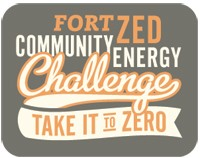 FORT ZED
COMMUNITY ENERGY
Challenge
TAKE IT TO ZERO